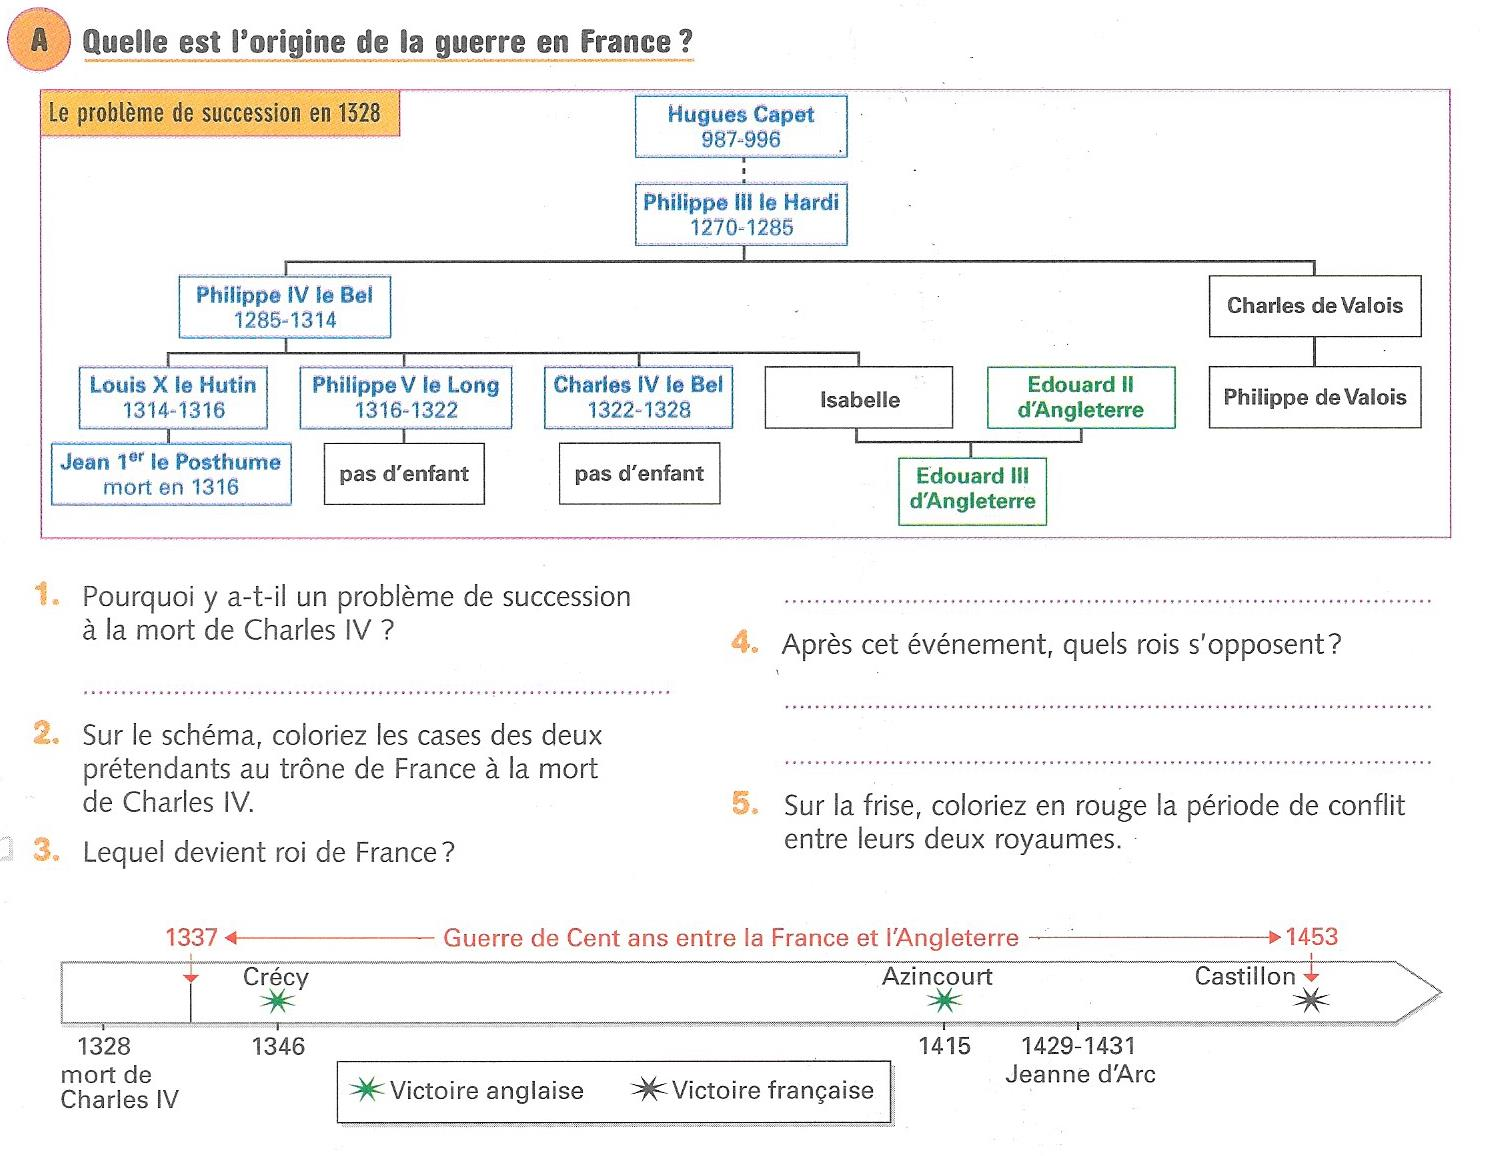 A Quelle est l'origine de la guerre en France ?
Le problème de succession en 1328
Hugues Capet
987-996
Philippe III le Hardi
1270-1285
Philippe IV le Bel
1285-1314
Charles de Valois
Louis X le Hutin
1314-1316
Philippe V le Long
1316-1322
Charles IV le Bel
1322-1328
Isabelle
Edouard II
d'Angleterre
Philippe de Valois
Jean 1er le Posthume
mort en 1316
pas d'enfant
pas d'enfant
Edouard III
d'Angleterre
1. Pourquoi y a-t-il un problème de succession
à la mort de Charles IV ?
2. Sur le schéma, coloriez les cases des deux
prétendants au trône de France à la mort
de Charles IV.
3. Lequel devient roi de France ?
4. Après cet événement, quels rois s'opposent ?
5. Sur la frise, coloriez en rouge la période de conflit
entre leurs deux royaumes.
1337 Guerre de Cent ans entre la France et l'Angleterre 1453
Crécy
Azincourt
Castillon
1328
mort de
Charles IV
1346
1415
1429-1431
Jeanne d'Arc
Victoire anglaise
Victoire française